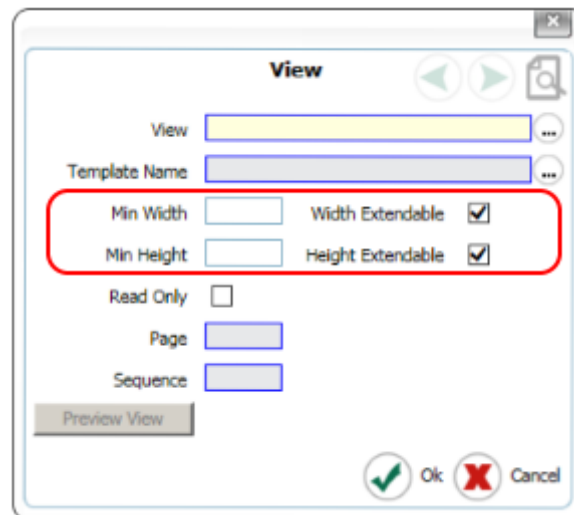 View
View ...
Template Name ...
Min Width Width Extendable
Min Height Height Extendable
Read Only
Page
Sequence
Preview View
Ok Cancel